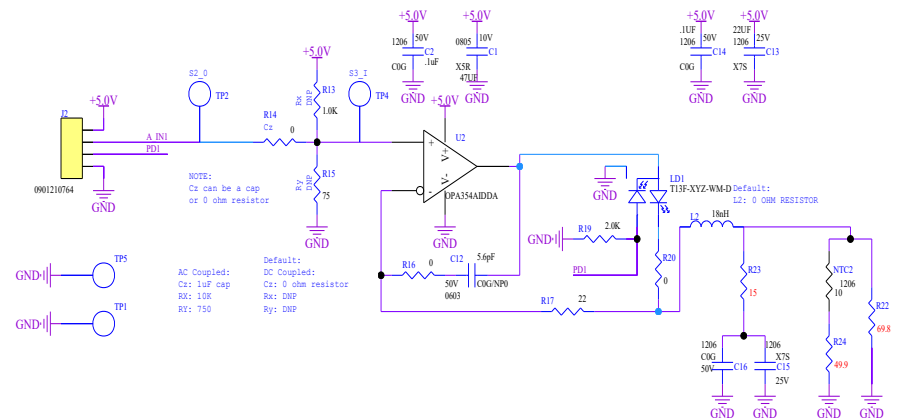 +5.0V
1206
50V
C2
.1uF
C0G
GND
+5.0V
0805
10V
C1
X5R
47UF
GND
+5.0V
.1UF
50V
1206
C14
C0G
GND
+5.0V
22UF
25V
1206
C13
X7S
GND
J2
+5.0V
A_IN1
PD1
0901210764
GND
S2_O
TP2
R14
0
Cz
NOTE:
Cz can be a cap
or 0 ohm resistor
+5.0V
Rx
DNP
R13
1.0K
Ry
DNP
R15
75
GND
S3_I
TP4
+5.0V
U2
+
-
V+
V-
OPA354AIDDA
GND
GND
LD1
T13F-XYZ-WM-D
Default:
L2: 0 OHM RESISTOR
L2
18nH
GND
R19
2.0K
PD1
R20
0
GND
TP5
GND
TP1
AC Coupled:
Cz: 1uF cap
Rx: 10K
RY: 750
Default:
DC Coupled:
Cz: 0 ohm resistor
Rx: DNP
Ry: DNP
R16
0
C12
5.6pF
50V
C0G/NP0
0603
R17
22
R23
15
NTC2
1206
10
R22
69.8
R24
49.9
1206
C0G
50V
C16
GND
1206
X7S
C15
25V
GND
GND
GND